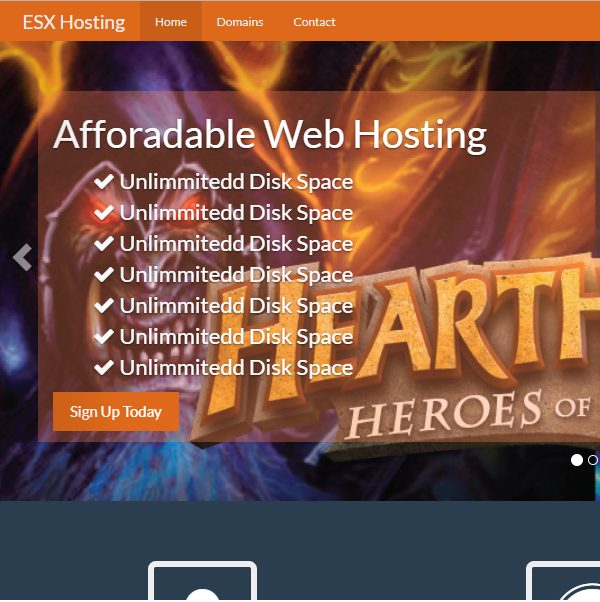 ESX Hosting Home Domains Contact
Afforadable Web Hosting
Unlimmitedd Disk Space
Unlimmitedd Disk Space
Unlimmitedd Disk Space
Unlimmitedd Disk Space
Unlimmitedd Disk Space
Unlimmitedd Disk Space
Unlimmitedd Disk Space
HEARTH
HEROES OF
Sign Up Today